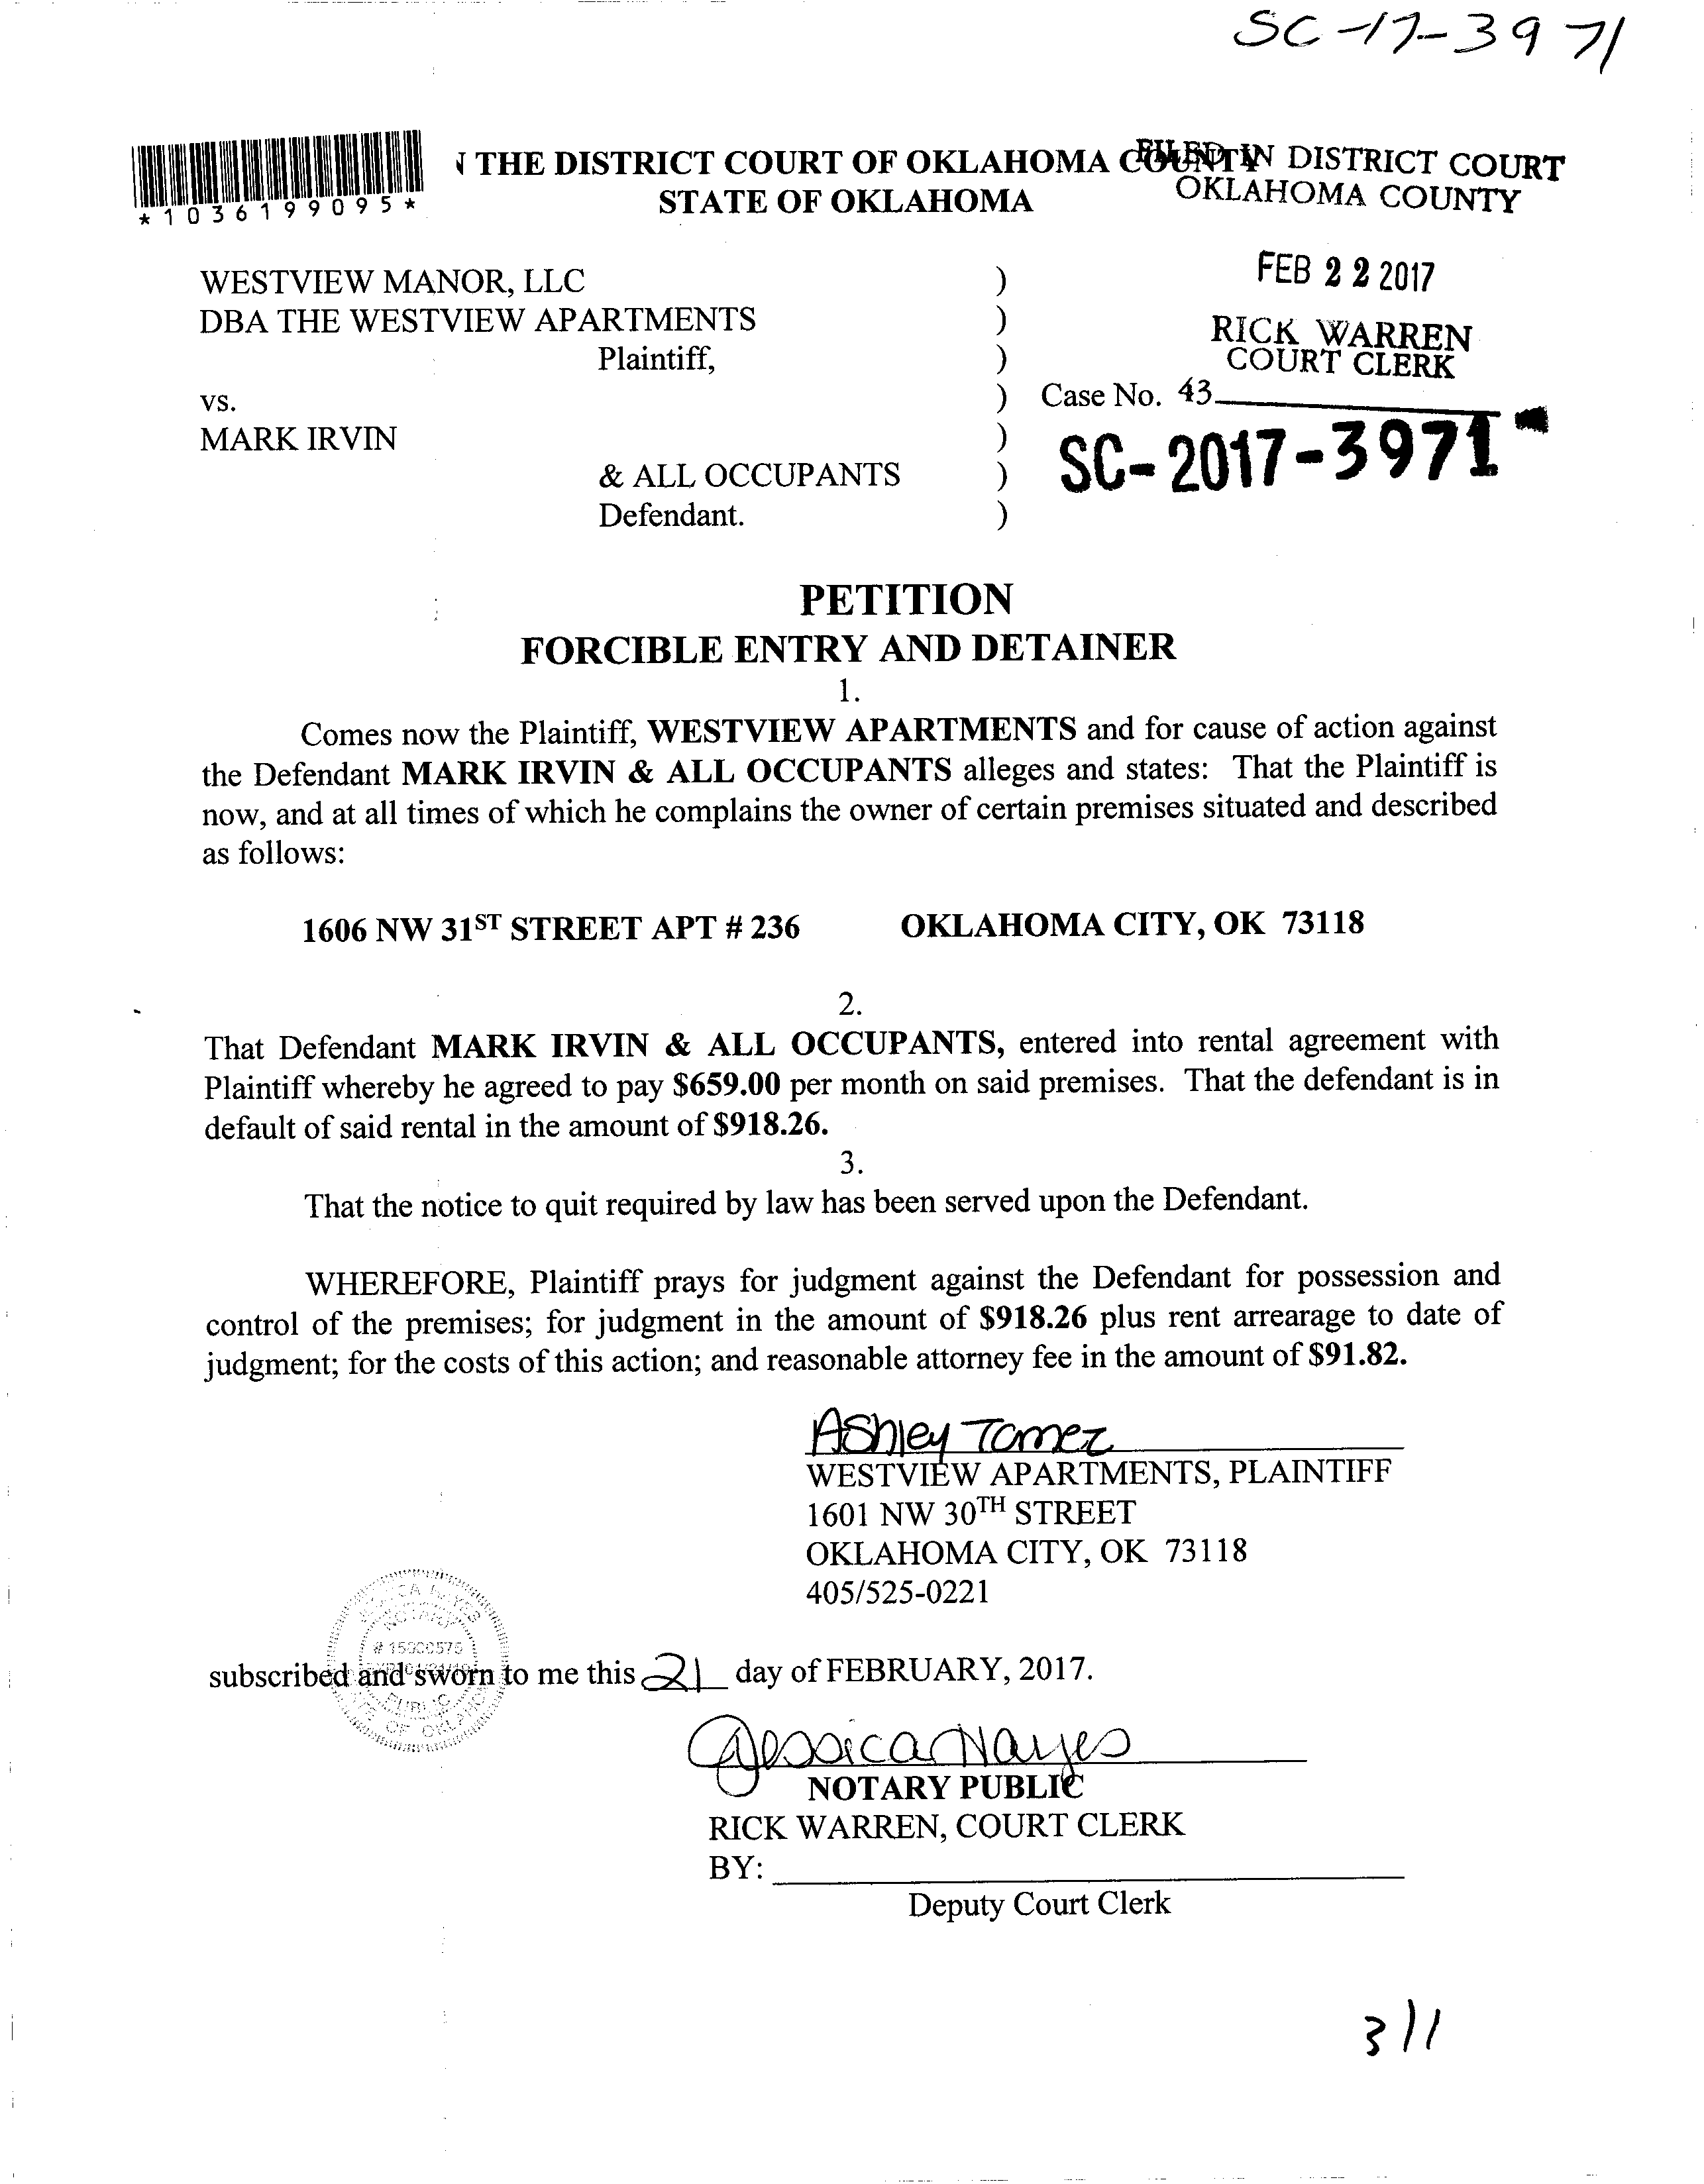 SC-17-3971
*1036199095*
THE DISTRICT COURT OF OKLAHOMA COUNTY
STATE OF OKLAHOMA
FILED IN DISTRICT COURT
OKLAHOMA COUNTY
FEB 22 2017
RICK WARREN
COURT CLERK
WESTVIEW MANOR, LLC )
DBA THE WESTVIEW APARTMENTS )
Plaintiff, )
vs. ) Case No. 43
MARK IRVIN )
SC-2017-3971
& ALL OCCUPANTS )
Defendant. )
PETITION
FORCIBLE ENTRY AND DETAINER
1.
Comes now the Plaintiff, WESTVIEW APARTMENTS and for cause of action against
the Defendant MARK IRVIN & ALL OCCUPANTS alleges and states: That the Plaintiff is
now, and at all times of which he complains the owner of certain premises situated and described
as follows:
1606 NW 31ST STREET APT # 236 OKLAHOMA CITY, OK 73118
2.
That Defendant MARK IRVIN & ALL OCCUPANTS, entered into rental agreement with
Plaintiff whereby he agreed to pay $659.00 per month on said premises. That the defendant is in
default of said rental in the amount of $918.26.
3.
That the notice to quit required by law has been served upon the Defendant.
WHEREFORE, Plaintiff prays for judgment against the Defendant for possession and
control of the premises; for judgment in the amount of $918.26 plus rent arrearage to date of
judgment; for the costs of this action; and reasonable attorney fee in the amount of $91.82.
Ashley Tamez
WESTVIEW APARTMENTS, PLAINTIFF
1601 NW 30TH STREET
OKLAHOMA CITY, OK 73118
405/525-0221
NOTARY
PUBLIC
OF OKLAHO
subscribed and sworn to me this 21 day of FEBRUARY, 2017.
Jessica Hayes
NOTARY PUBLIC
RICK WARREN, COURT CLERK
BY:
Deputy Court Clerk
3/1